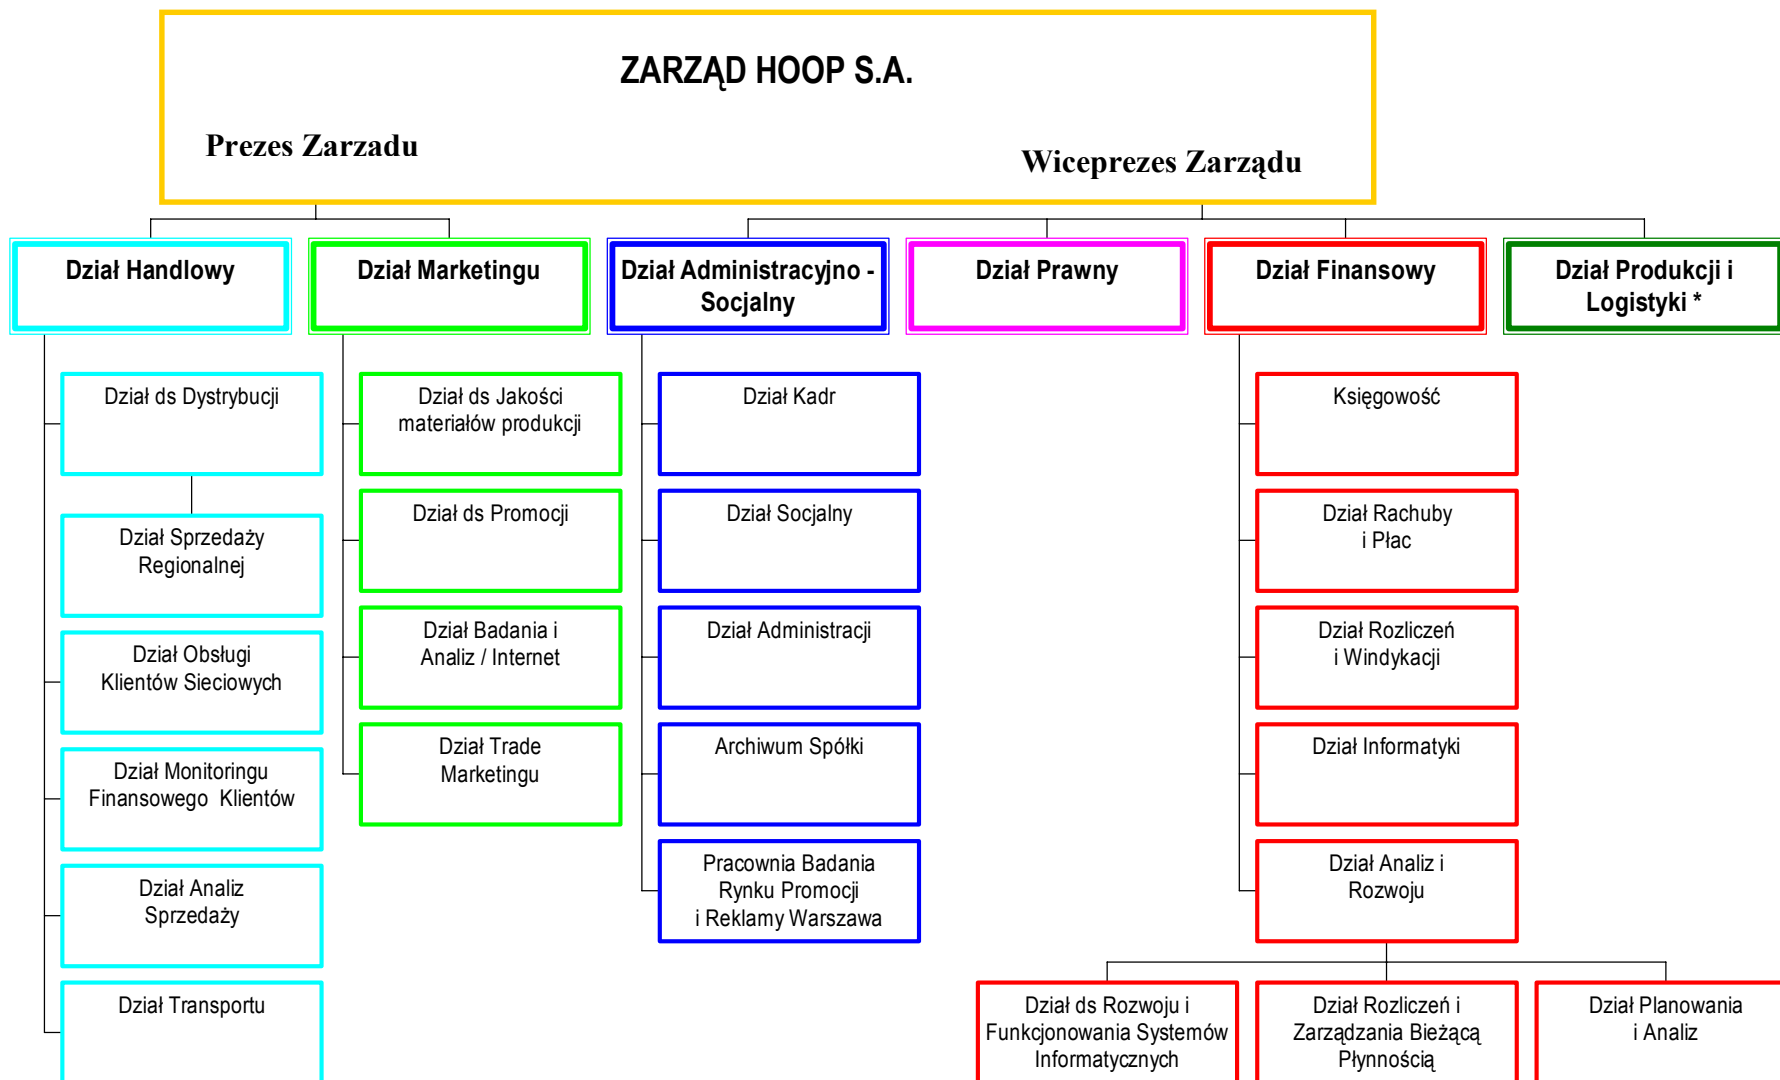 ZARZĄD HOOP S.A.
Prezes Zarzadu
Wiceprezes Zarządu
Dział Handlowy
Dział Marketingu
Dział Administracyjno -
Socjalny
Dział Prawny
Dział Finansowy
Dział Produkcji i
Logistyki *
Dział ds Dystrybucji
Dział Sprzedaży
Regionalnej
Dział Obsługi
Klientów Sieciowych
Dział Monitoringu
Finansowego Klientów
Dział Analiz
Sprzedaży
Dział Transportu
Dział ds Jakości
materiałów produkcji
Dział ds Promocji
Dział Badania i
Analiz / Internet
Dział Trade
Marketingu
Dział Kadr
Dział Socjalny
Dział Administracji
Archiwum Spółki
Pracownia Badania
Rynku Promocji
i Reklamy Warszawa
Księgowość
Dział Rachuby
i Płac
Dział Rozliczeń
i Windykacji
Dział Informatyki
Dział Analiz i
Rozwoju
Dział ds Rozwoju i
Funkcjonowania Systemów
Informatycznych
Dział Rozliczeń i
Zarządzania Bieżącą
Płynnością
Dział Planowania
i Analiz